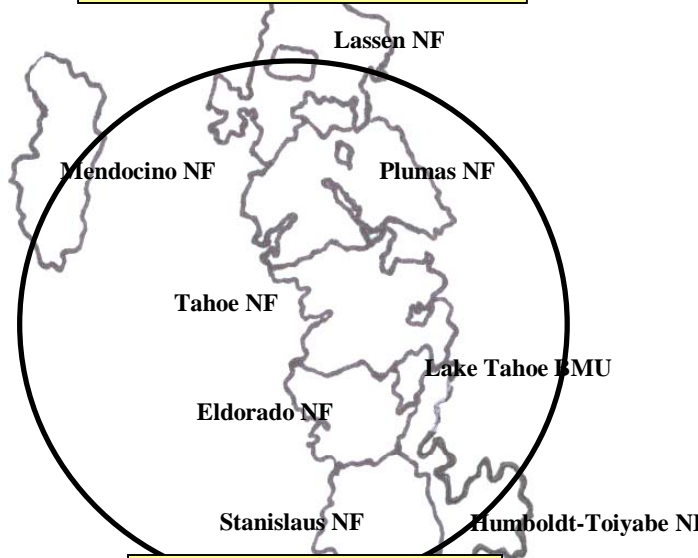 Lassen NF
Mendocino NF
Plumas NF
Tahoe NF
Lake Tahoe BMU
Eldorado NF
Stanislaus NF
Humboldt-Toiyabe NF